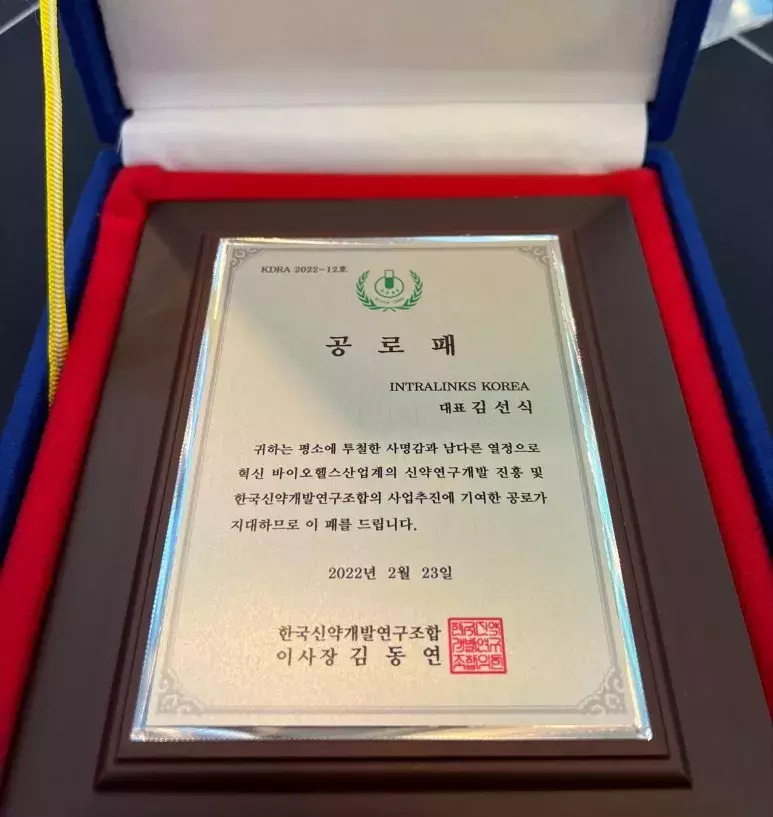 KDRA 2022-12호
공 로 패
INTRALINKS KOREA
대표 김 선 식
귀하는 평소에 투철한 사명감과 남다른 열정으로
혁신 바이오헬스산업계의 신약연구개발 진흥 및
한국신약개발연구조합의 사업추진에 기여한 공로가
지대하므로 이 패를 드립니다.
2022년 2월 23일
한국신약개발연구조합
이사장 김 동 연